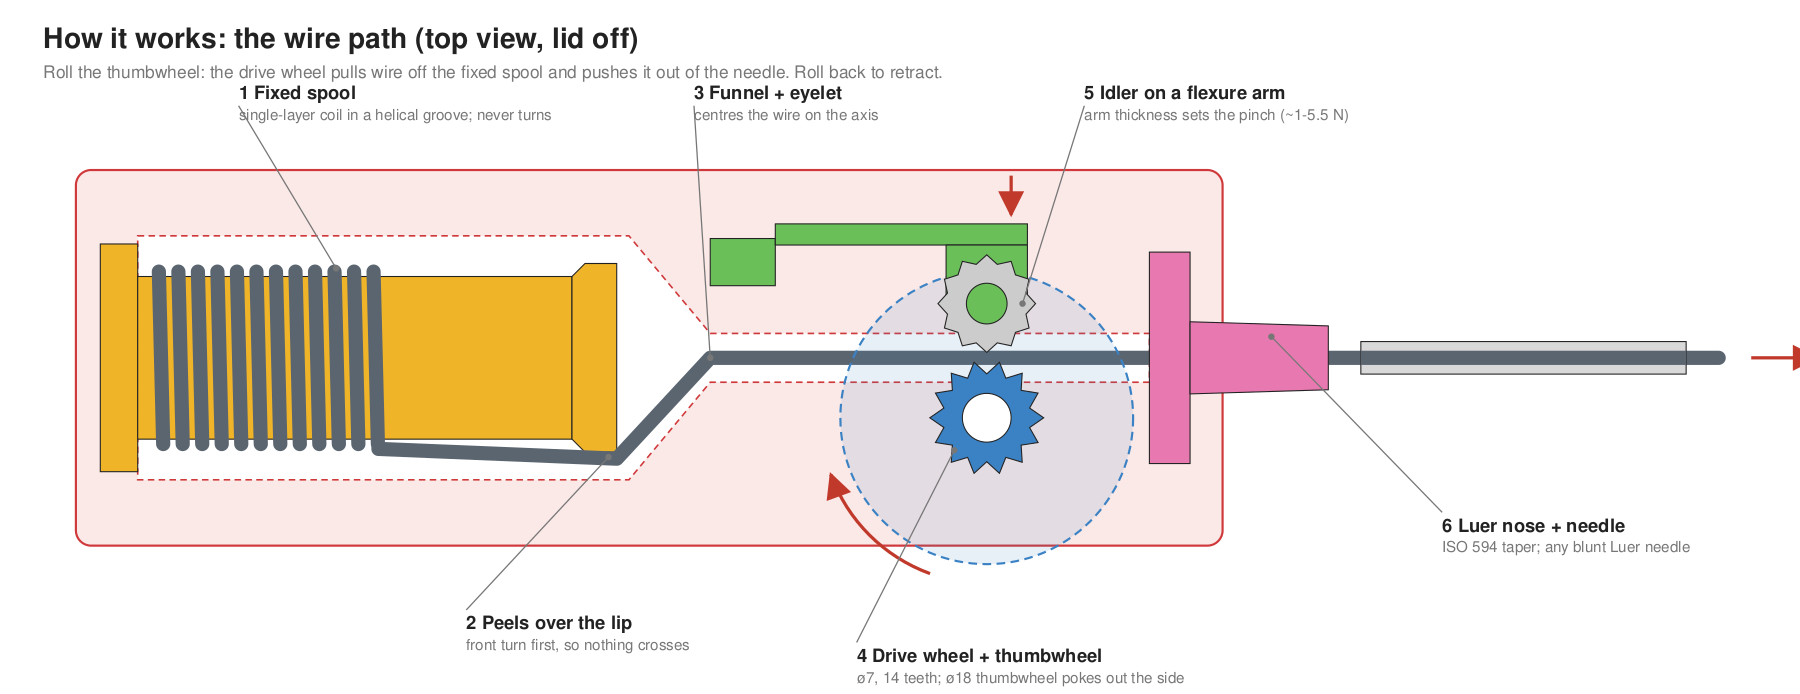 How it works: the wire path (top view, lid off)
Roll the thumbwheel: the drive wheel pulls wire off the fixed spool and pushes it out of the needle. Roll back to retract.
1 Fixed spool
single-layer coil in a helical groove; never turns
3 Funnel + eyelet
centres the wire on the axis
5 Idler on a flexure arm
arm thickness sets the pinch (~1-5.5 N)
6 Luer nose + needle
ISO 594 taper; any blunt Luer needle
2 Peels over the lip
front turn first, so nothing crosses
4 Drive wheel + thumbwheel
ø7, 14 teeth; ø18 thumbwheel pokes out the side